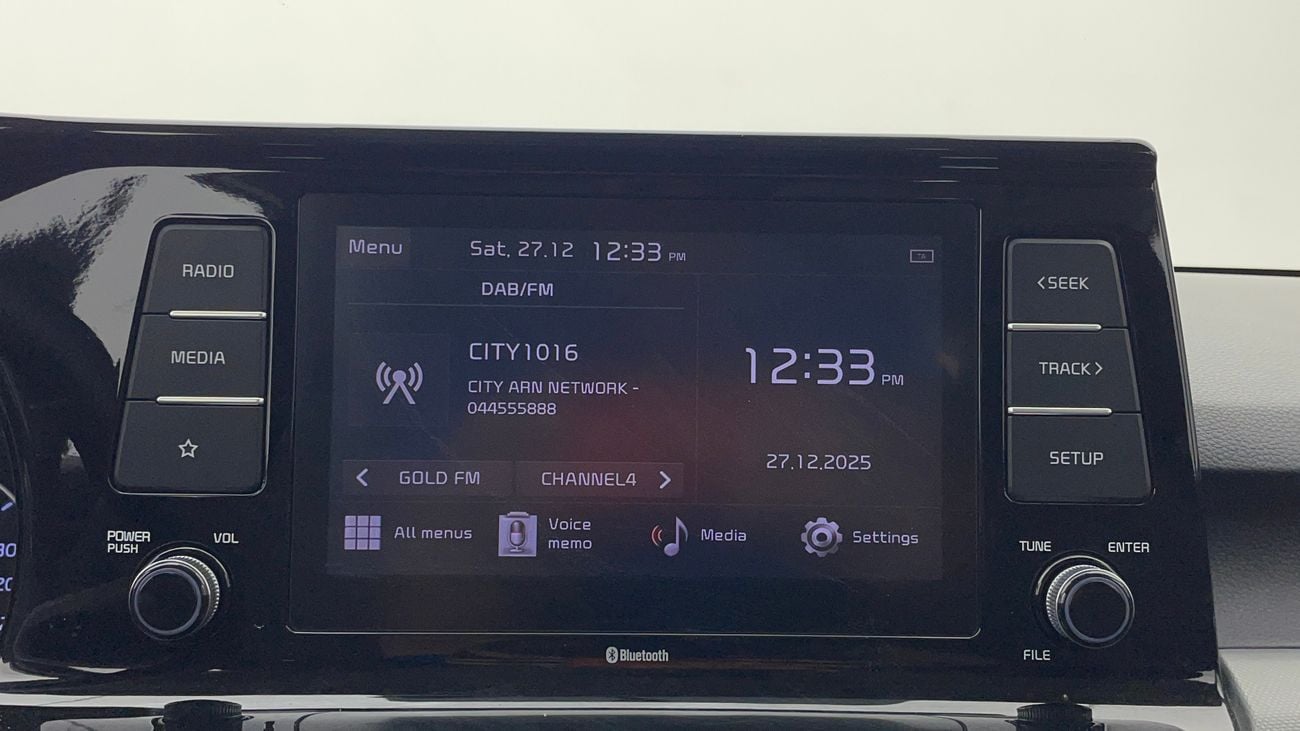 Menu
Sat, 27.12 12:33 PM
TA
DAB/FM
CITY1016
CITY ARN NETWORK -
044555888
12:33 PM
27.12.2025
GOLD FM
CHANNEL4
All menus
Voice
memo
Media
Settings
RADIO
MEDIA
POWER
PUSH
VOL
<SEEK
TRACK>
SETUP
TUNE
ENTER
FILE
Bluetooth